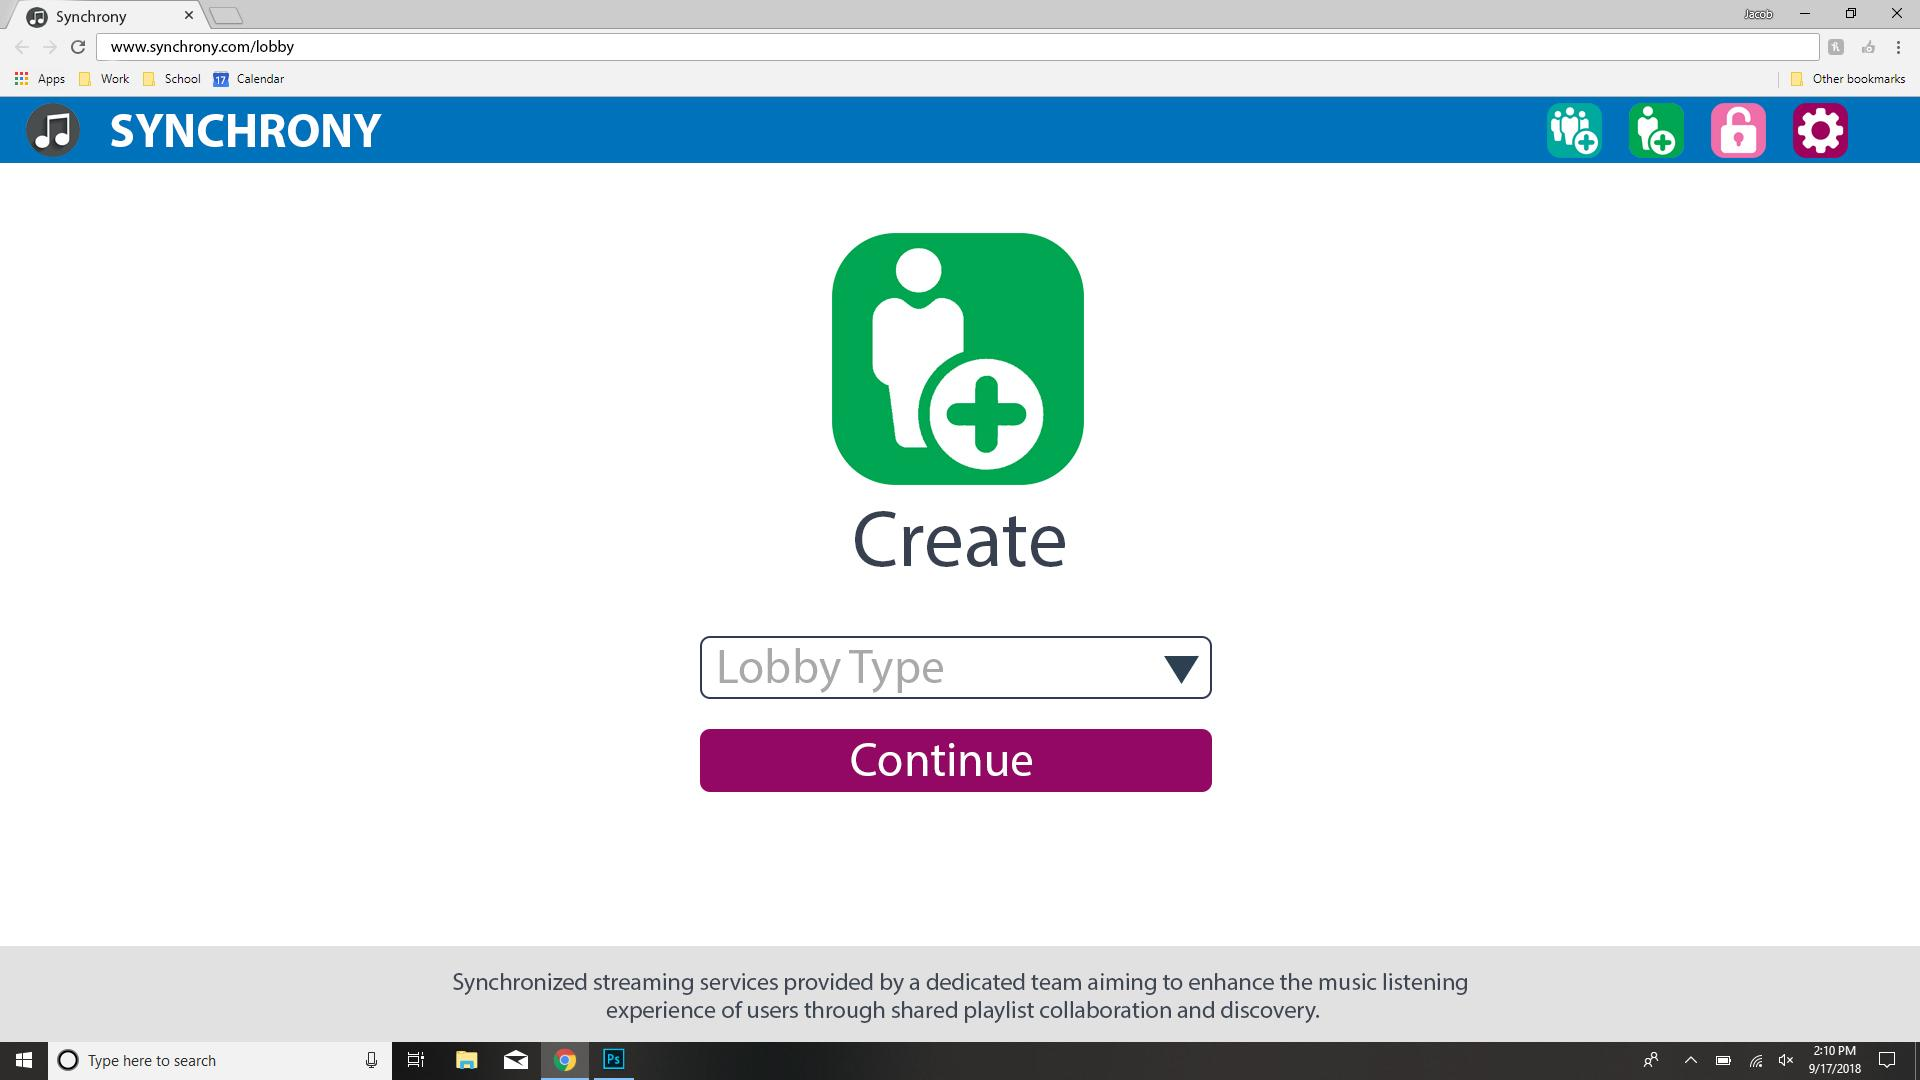 Synchrony
Jacob
www.synchrony.com/lobby
Apps
Work
School
17
Calendar
Other bookmarks
SYNCHRONY
Create
Lobby Type
Continue
Synchronized streaming services provided by a dedicated team aiming to enhance the music listening
experience of users through shared playlist collaboration and discovery.
Type here to search
Ps
2:10 PM
9/17/2018